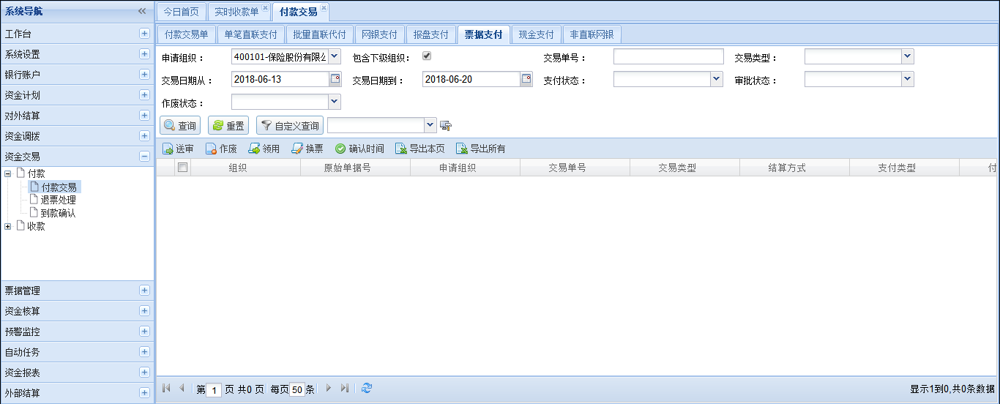 系统导航
工作台
系统设置
银行账户
资金计划
对外结算
资金调拨
资金交易
付款
付款交易
退票处理
到款确认
收款
票据管理
资金核算
预警监控
自动任务
资金报表
外部结算
今日首页 实时收款单 付款交易
付款交易单 单笔直联支付 批量直联代付 网银支付 报盘支付 票据支付 现金支付 非直联网银
申请组织： 400101-保险股份有限公 包含下级组织： 交易单号： 交易类型：
交易日期从： 2018-06-13 交易日期到： 2018-06-20 支付状态： 审批状态：
作废状态：
查询 重置 自定义查询
送审 作废 领用 换票 确认时间 导出本页 导出所有
组织 原始单据号 申请组织 交易单号 交易类型 结算方式 支付类型 付
第 1 页 共0 页 每页 50 条 显示1到0,共0条数据